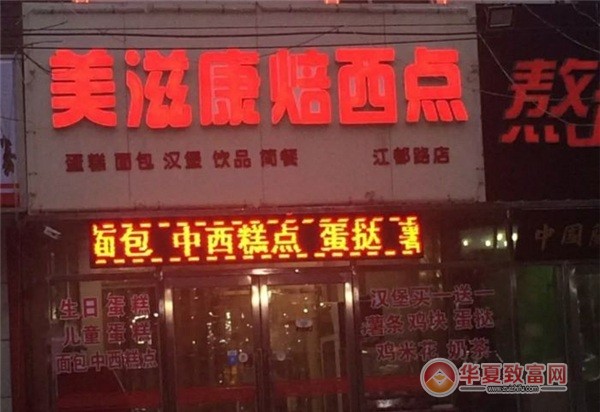 美滋康焙西点
熬
蛋糕 面包 汉堡 饮品 简餐
江都路店
面包 中西糕点 蛋挞 薯
中国
生日 蛋糕
儿童 蛋糕
面包中西糕点
汉堡买一送一
薯条 鸡块 蛋挞
鸡米花 奶茶
华夏致富网
www.cxzhifu.com